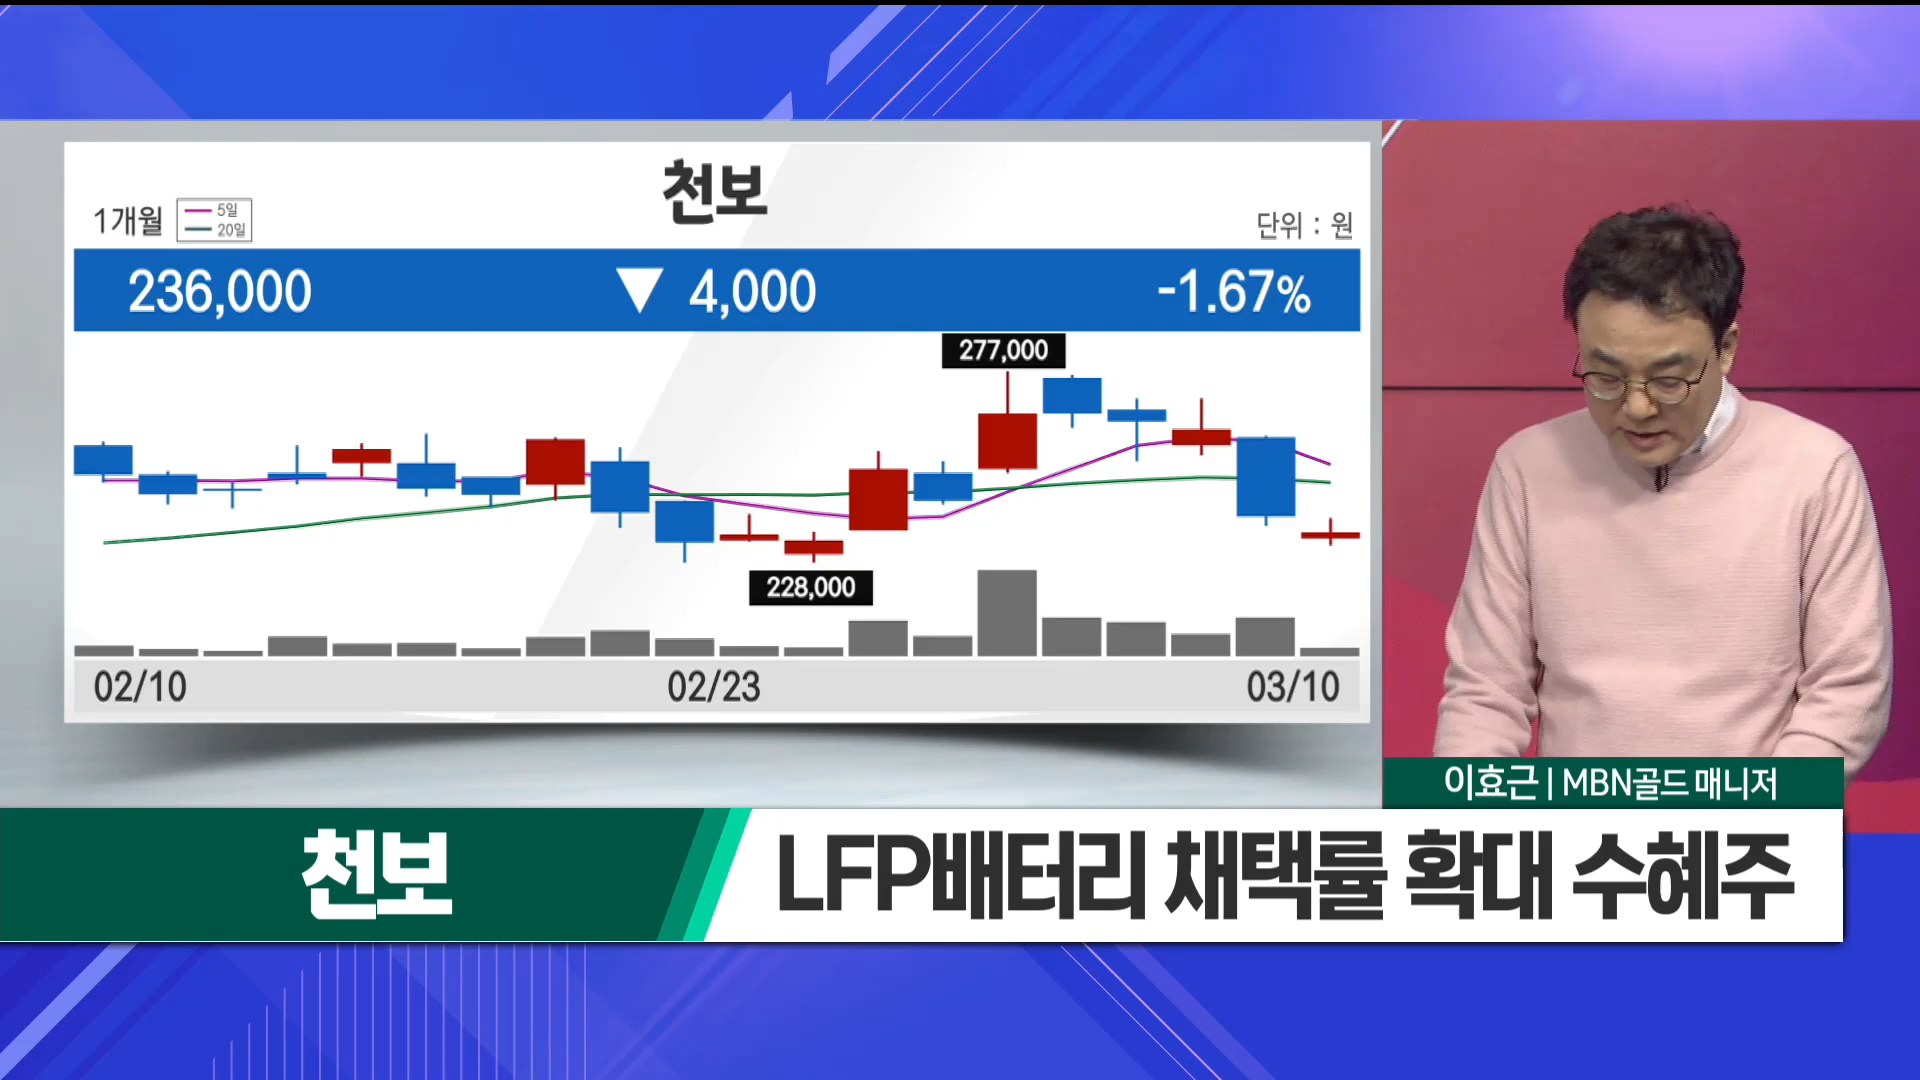 천보
1개월
5일
20일
단위 : 원
236,000 ▼ 4,000 -1.67%
277,000
228,000
02/10 02/23 03/10
이효근 | MBN골드 매니저
천보
LFP배터리 채택률 확대 수혜주